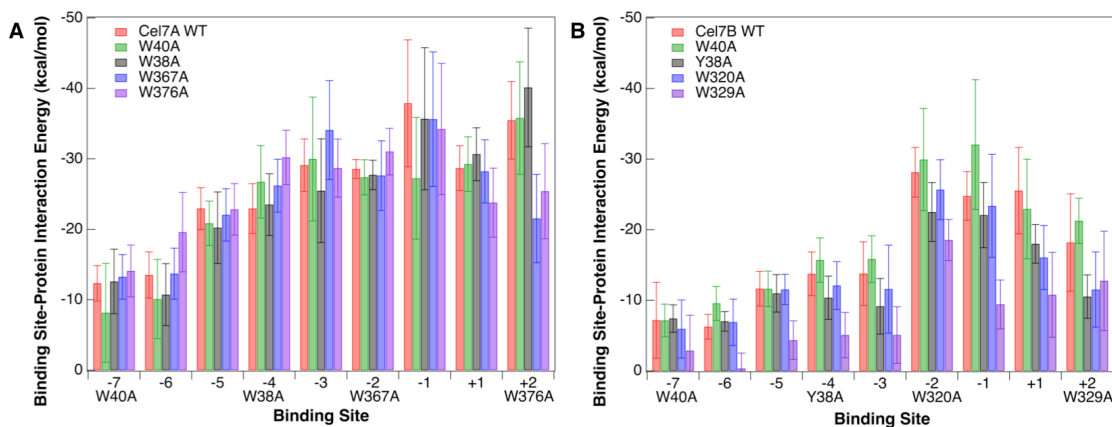 A
Binding Site-Protein Interaction Energy (kcal/mol)
-50
-40
-30
-20
-10
0
Cel7A WT
W40A
W38A
W367A
W376A
-7 -6 -5 -4 -3 -2 -1 +1 +2
W40A W38A W367A W376A
Binding Site
B
Binding Site-Protein Interaction Energy (kcal/mol)
-50
-40
-30
-20
-10
0
Cel7B WT
W40A
Y38A
W320A
W329A
-7 -6 -5 -4 -3 -2 -1 +1 +2
W40A Y38A W320A W329A
Binding Site